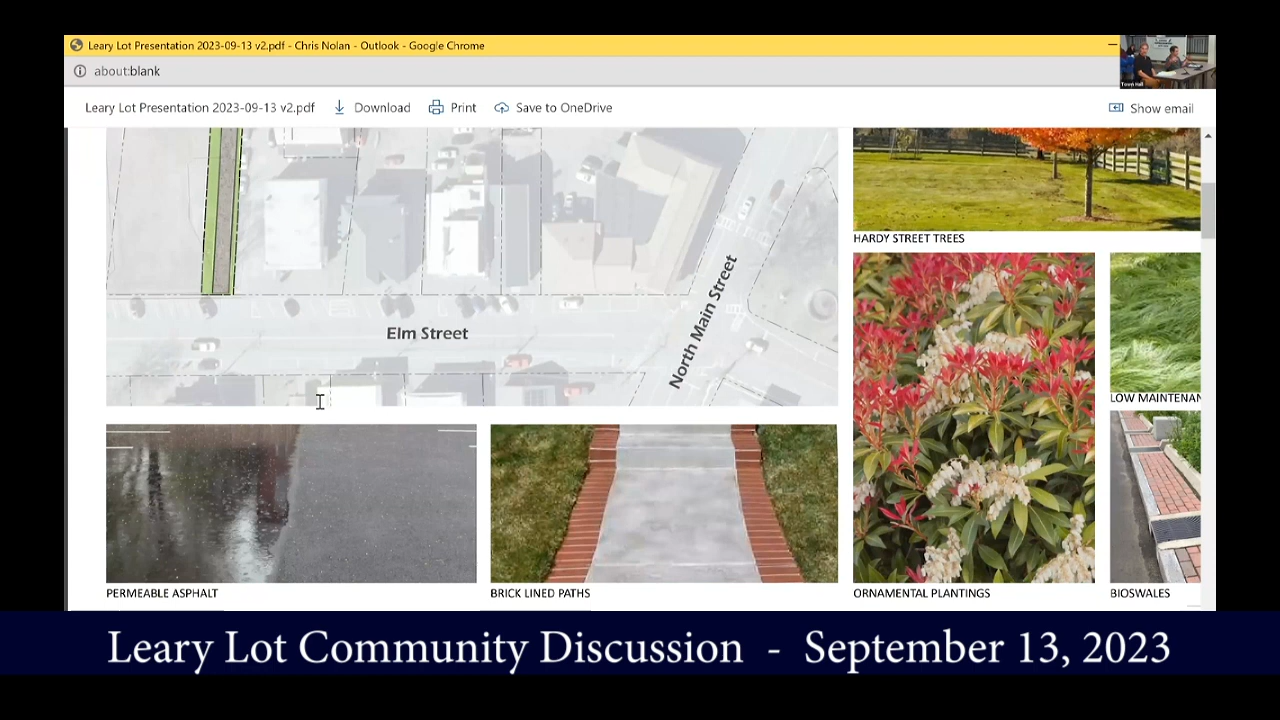 Leary Lot Presentation 2023-09-13 v2.pdf - Chris Nolan - Outlook - Google Chrome
about:blank
Town Hall
Leary Lot Presentation 2023-09-13 v2.pdf
Download
Print
Save to OneDrive
Show email
HARDY STREET TREES
North Main Street
Elm Street
LOW MAINTENAN
PERMEABLE ASPHALT
BRICK LINED PATHS
ORNAMENTAL PLANTINGS
BIOSWALES
Leary Lot Community Discussion - September 13, 2023